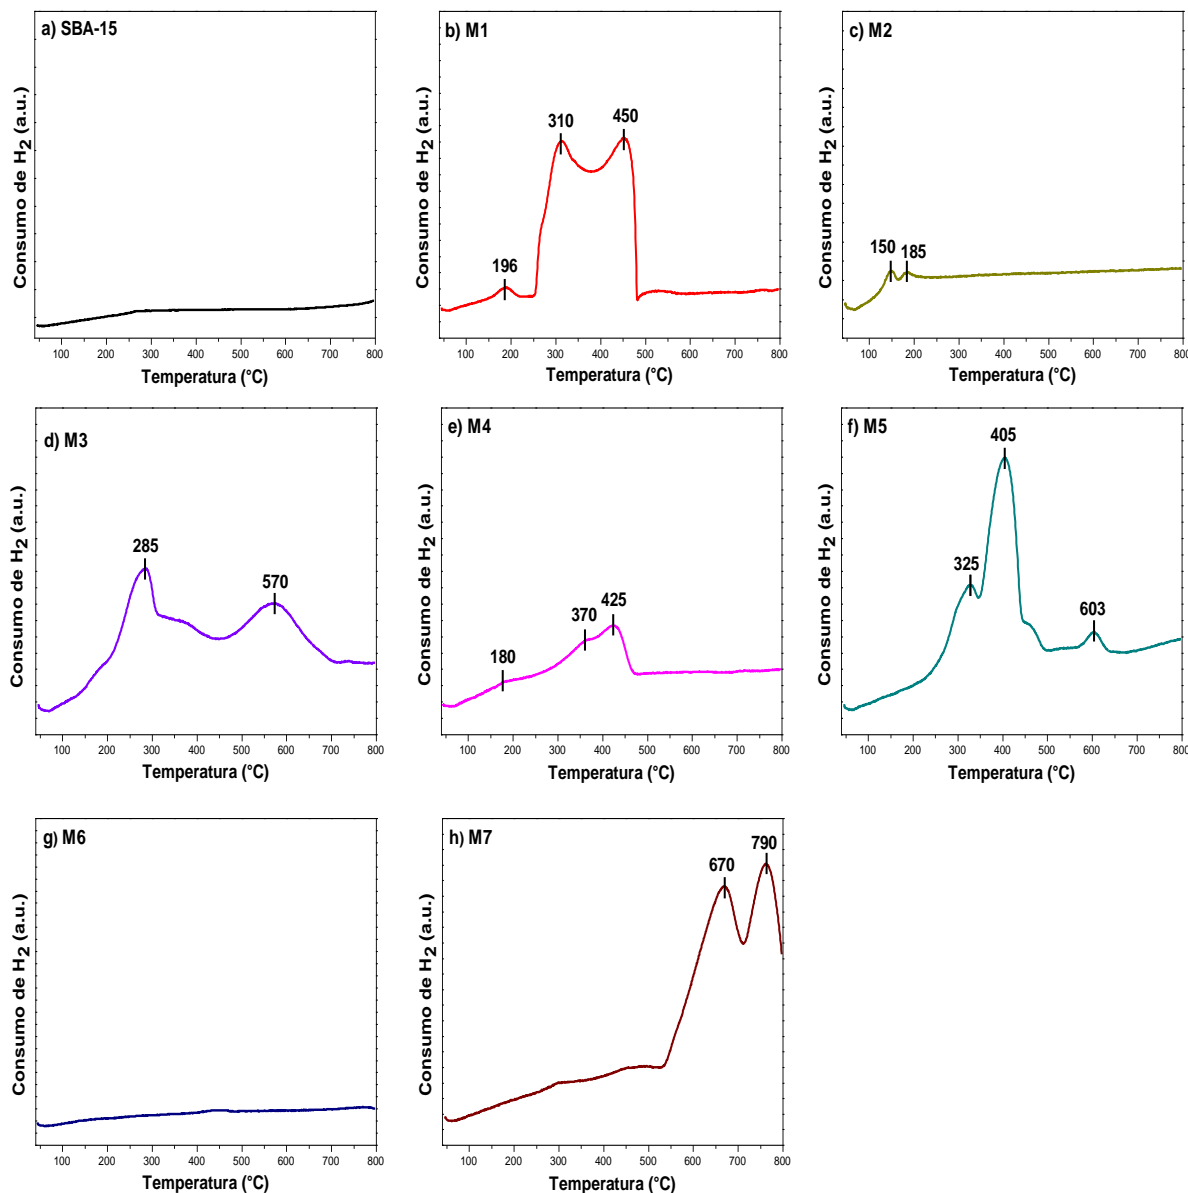 a) SBA-15
Consumo de H2 (a.u.)
100 200 300 400 500 600 700 800
Temperatura (°C)
b) M1
310
450
196
Consumo de H2 (a.u.)
100 200 300 400 500 600 700 800
Temperatura (°C)
c) M2
150
185
Consumo de H2 (a.u.)
100 200 300 400 500 600 700 800
Temperatura (°C)
d) M3
285
570
Consumo de H2 (a.u.)
100 200 300 400 500 600 700 800
Temperatura (°C)
e) M4
180
370
425
Consumo de H2 (a.u.)
100 200 300 400 500 600 700 800
Temperatura (°C)
f) M5
405
325
603
Consumo de H2 (a.u.)
100 200 300 400 500 600 700 800
Temperatura (°C)
g) M6
Consumo de H2 (a.u.)
100 200 300 400 500 600 700 800
Temperatura (°C)
h) M7
670
790
Consumo de H2 (a.u.)
100 200 300 400 500 600 700 800
Temperatura (°C)